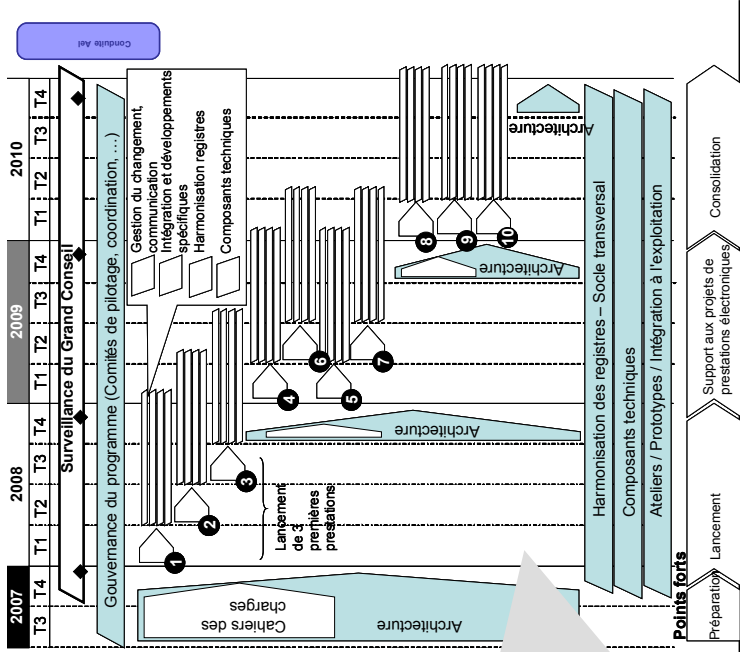 Conduite Ael
2007
2008
2009
2010
T3 T4 T1 T2 T3 T4 T1 T2 T3 T4 T1 T2 T3 T4
Surveillance du Grand Conseil
Gouvernance du programme (Comités de pilotage, coordination, …)
Gestion du changement,
communication
Intégration et développements
spécifiques
Harmonisation registres
Composants techniques
Cahiers des
charges
Architecture
1
2
3
Lancement
de 3
premières
prestations
Architecture
4
6
5
7
Architecture
8
9
10
Architecture
Harmonisation des registres – Socle transversal
Composants techniques
Ateliers / Prototypes / Intégration à l'exploitation
Points forts
Préparation
Lancement
Support aux projets de
prestations électroniques
Consolidation